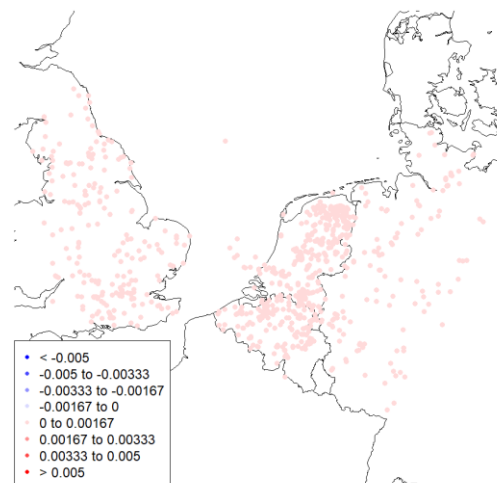 < -0.005
-0.005 to -0.00333
-0.00333 to -0.00167
-0.00167 to 0
0 to 0.00167
0.00167 to 0.00333
0.00333 to 0.005
> 0.005